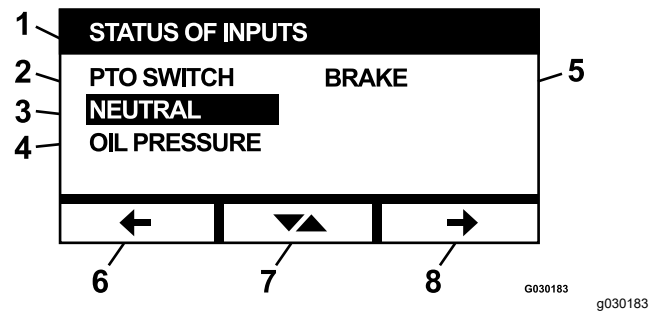 1 STATUS OF INPUTS
2 PTO SWITCH BRAKE 5
3 NEUTRAL
4 OIL PRESSURE
6 7 8
G030183
g030183